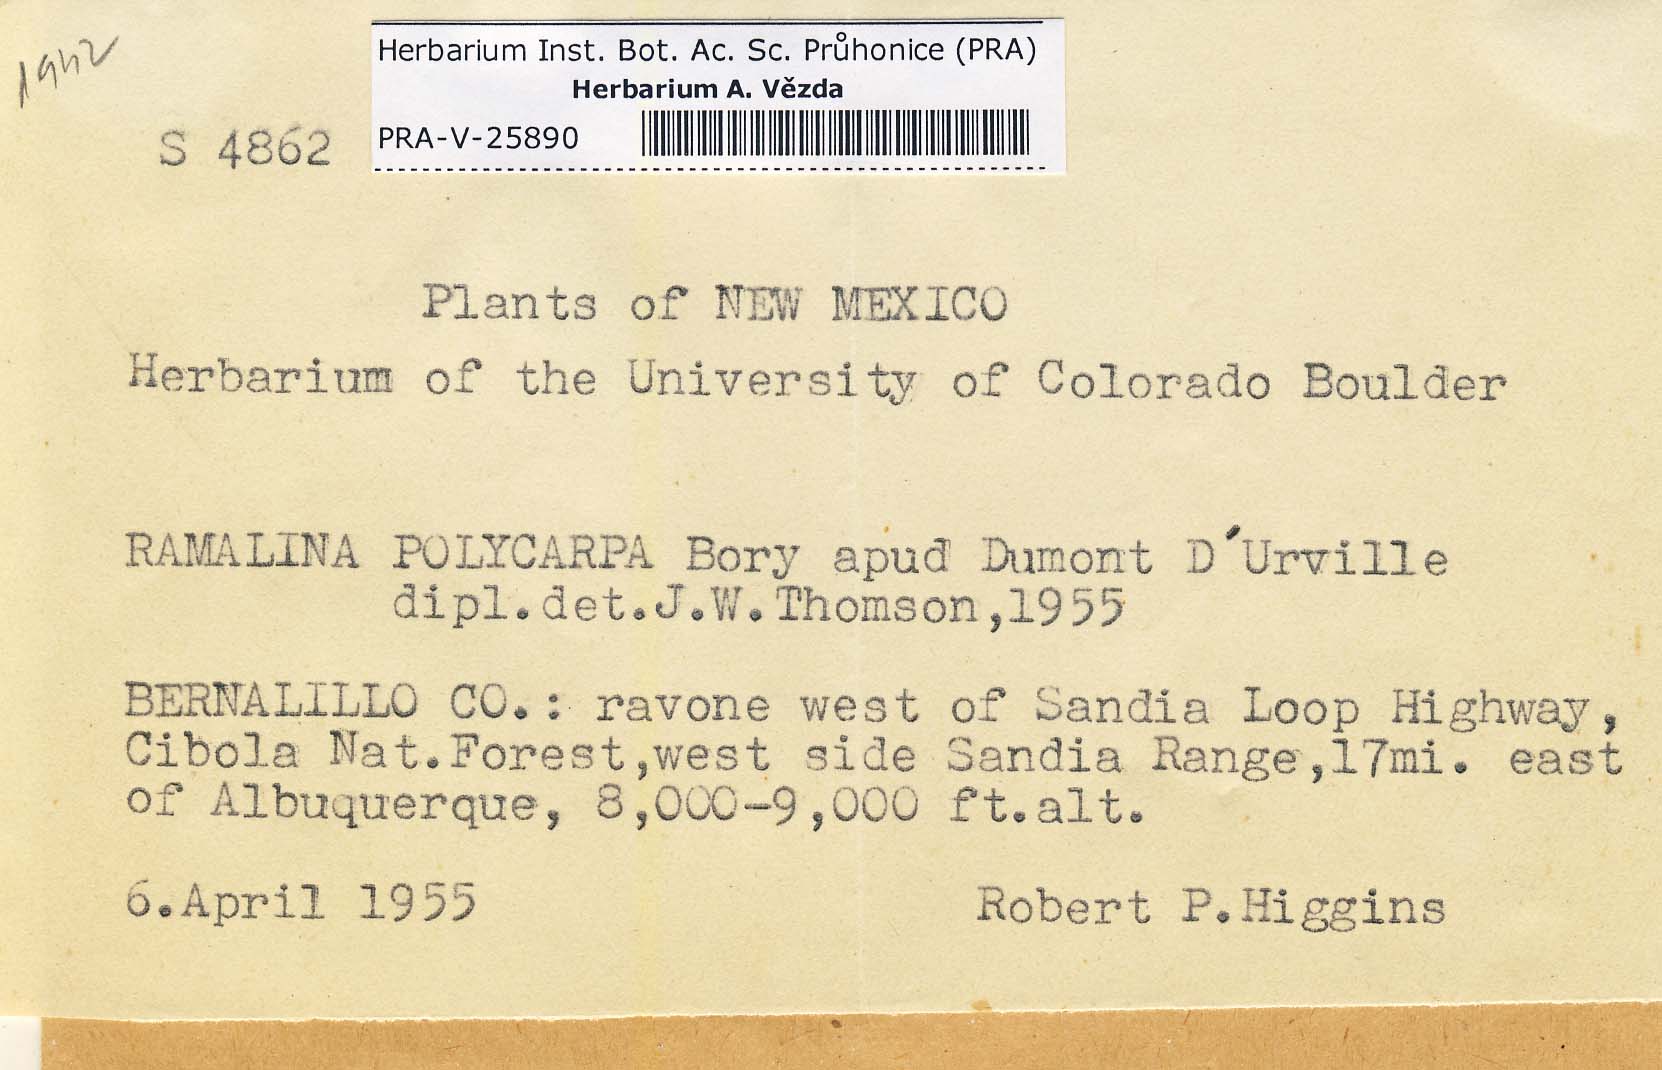 1942
Herbarium Inst. Bot. Ac. Sc. Průhonice (PRA)
Herbarium A. Vězda
PRA-V-25890
S 4862
Plants of NEW MEXICO
Herbarium of the University of Colorado Boulder
RAMALINA POLYCARPA Bory apud Dumont D´Urville
dipl.det.J.W.Thomson,1955
BERNALILLO CO.: ravone west of Sandia Loop Highway,
Cibola Nat.Forest,west side Sandia Range,17mi. east
of Albuquerque, 8,000-9,000 ft.alt.
6.April 1955
Robert P.Higgins